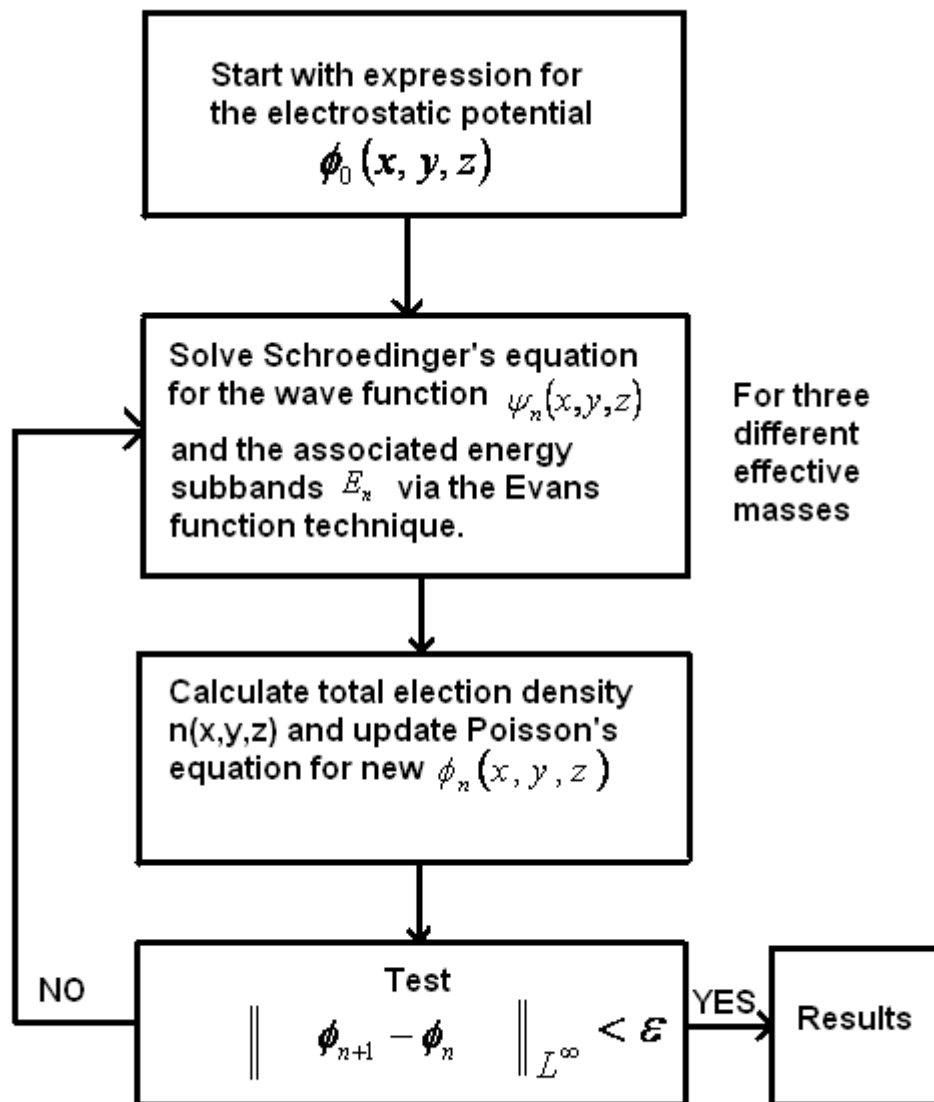 Start with expression for
the electrostatic potential
ϕ₀(x, y, z)
Solve Schroedinger's equation
for the wave function ψₙ(x,y,z)
and the associated energy
subbands Eₙ via the Evans
function technique.
For three
different
effective
masses
Calculate total election density
n(x,y,z) and update Poisson's
equation for new ϕₙ(x, y, z)
Test
‖ ϕₙ₊₁ − ϕₙ ‖_L^∞ < ε
NO
YES
Results